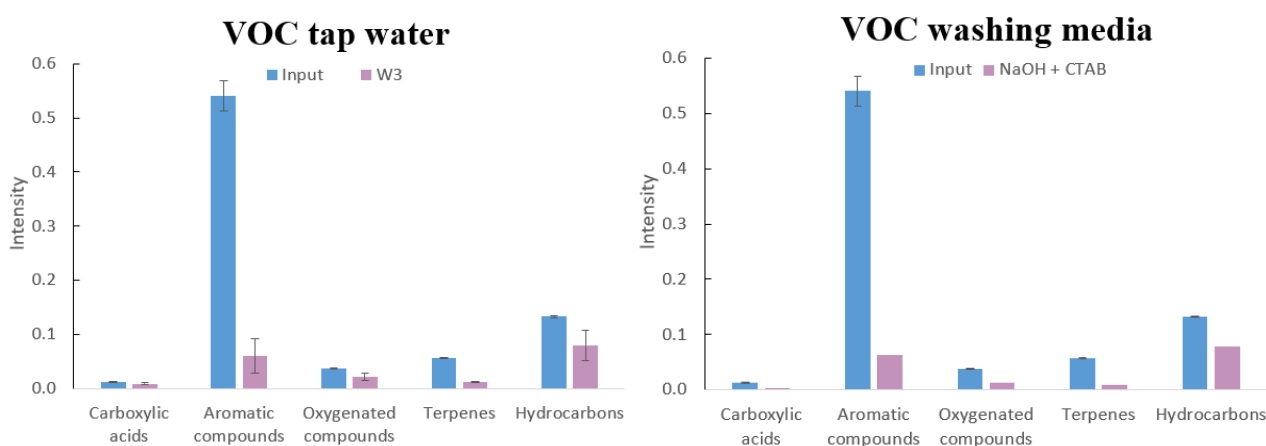 VOC tap water
Input W3
0.6
0.5
0.4
0.3
0.2
0.1
0.0
Intensity
Carboxylic acids
Aromatic compounds
Oxygenated compounds
Terpenes
Hydrocarbons
VOC washing media
Input NaOH + CTAB
0.6
0.5
0.4
0.3
0.2
0.1
0.0
Intensity
Carboxylic acids
Aromatic compounds
Oxygenated compounds
Terpenes
Hydrocarbons